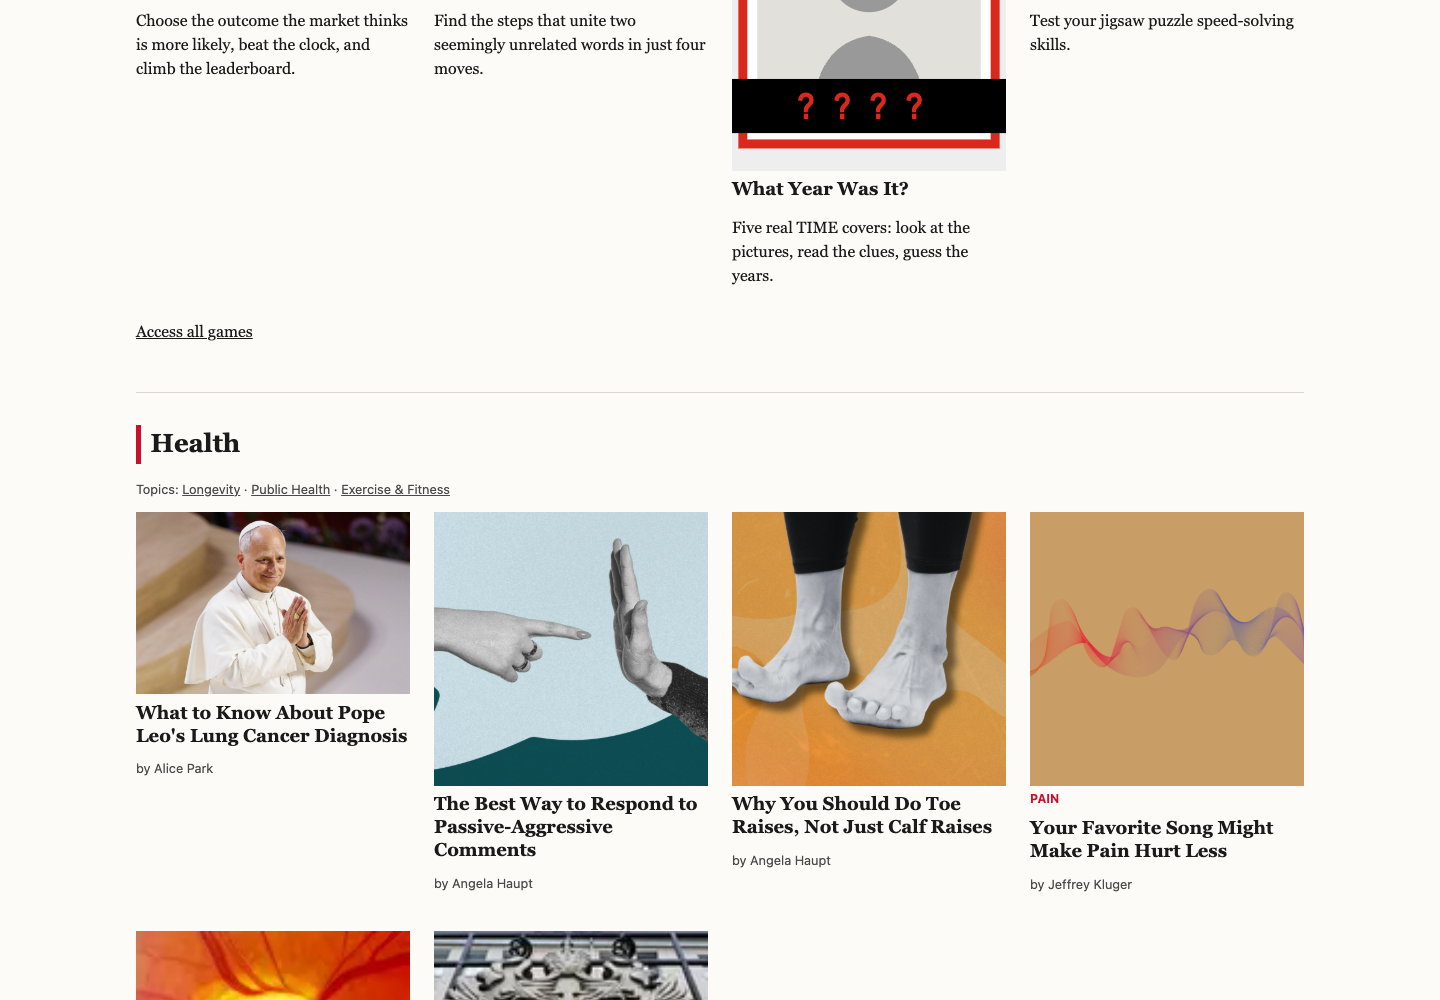 Choose the outcome the market thinks
is more likely, beat the clock, and
climb the leaderboard.
Find the steps that unite two
seemingly unrelated words in just four
moves.
? ? ? ?
What Year Was It?
Five real TIME covers: look at the
pictures, read the clues, guess the
years.
Test your jigsaw puzzle speed-solving
skills.
Access all games
Health
Topics: Longevity · Public Health · Exercise & Fitness
What to Know About Pope
Leo's Lung Cancer Diagnosis
by Alice Park
The Best Way to Respond to
Passive-Aggressive
Comments
by Angela Haupt
Why You Should Do Toe
Raises, Not Just Calf Raises
by Angela Haupt
PAIN
Your Favorite Song Might
Make Pain Hurt Less
by Jeffrey Kluger